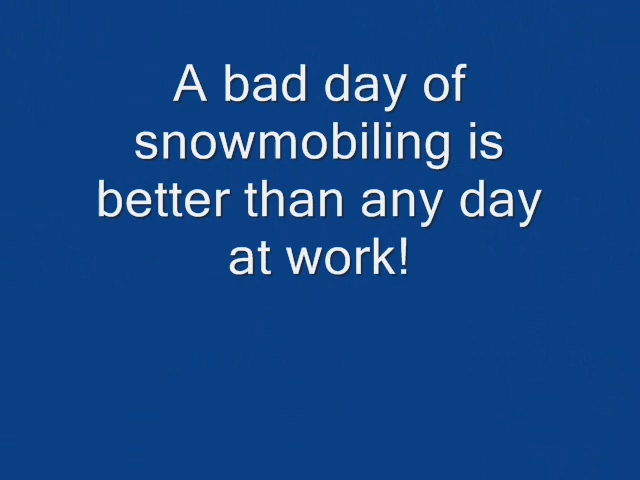 A bad day of
snowmobiling is
better than any day
at work!